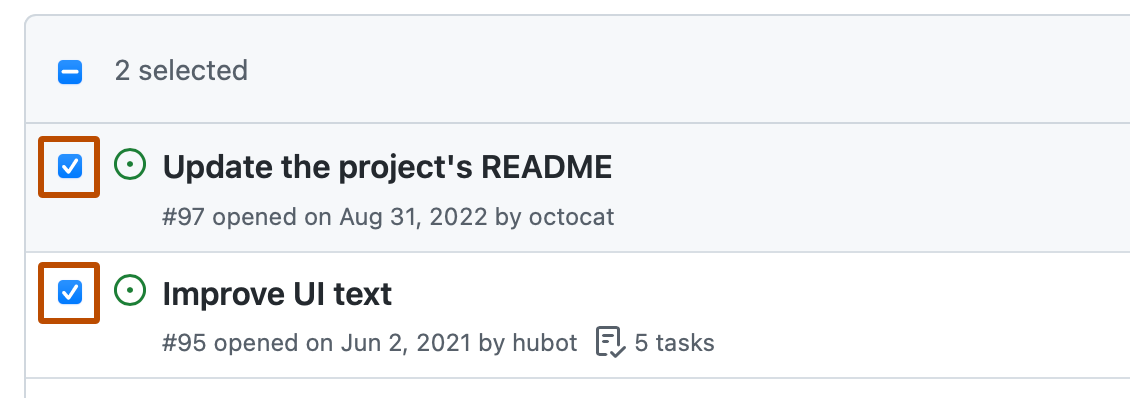 2 selected
Update the project's README
#97 opened on Aug 31, 2022 by octocat
Improve UI text
#95 opened on Jun 2, 2021 by hubot 5 tasks